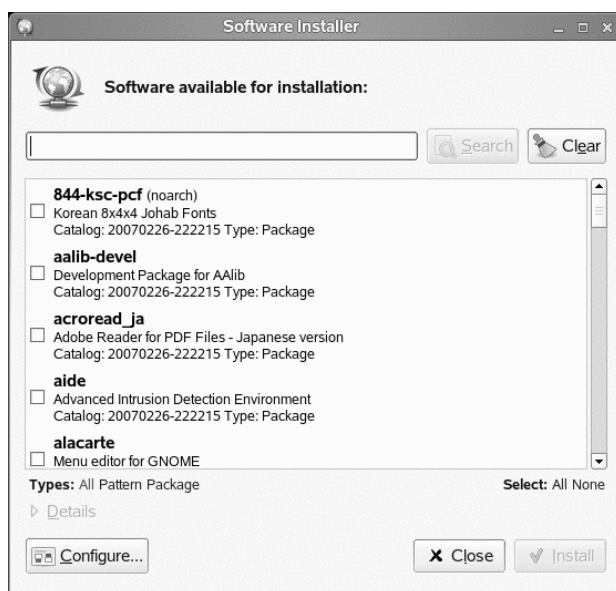 Software Installer
Software available for installation:
Search
Clear
844-ksc-pcf (noarch)
Korean 8x4x4 Johab Fonts
Catalog: 20070226-222215 Type: Package
aalib-devel
Development Package for AAlib
Catalog: 20070226-222215 Type: Package
acroread_ja
Adobe Reader for PDF Files - Japanese version
Catalog: 20070226-222215 Type: Package
aide
Advanced Intrusion Detection Environment
Catalog: 20070226-222215 Type: Package
alacarte
Menu editor for GNOME
Types: All Pattern Package
Select: All None
Details
Configure...
Close
Install